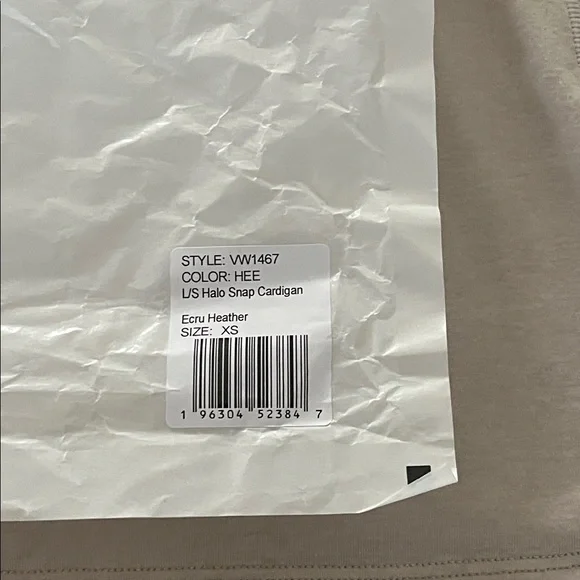 STYLE: VW1467
COLOR: HEE
L/S Halo Snap Cardigan
Ecru Heather
SIZE: XS
1 96304 52384 7